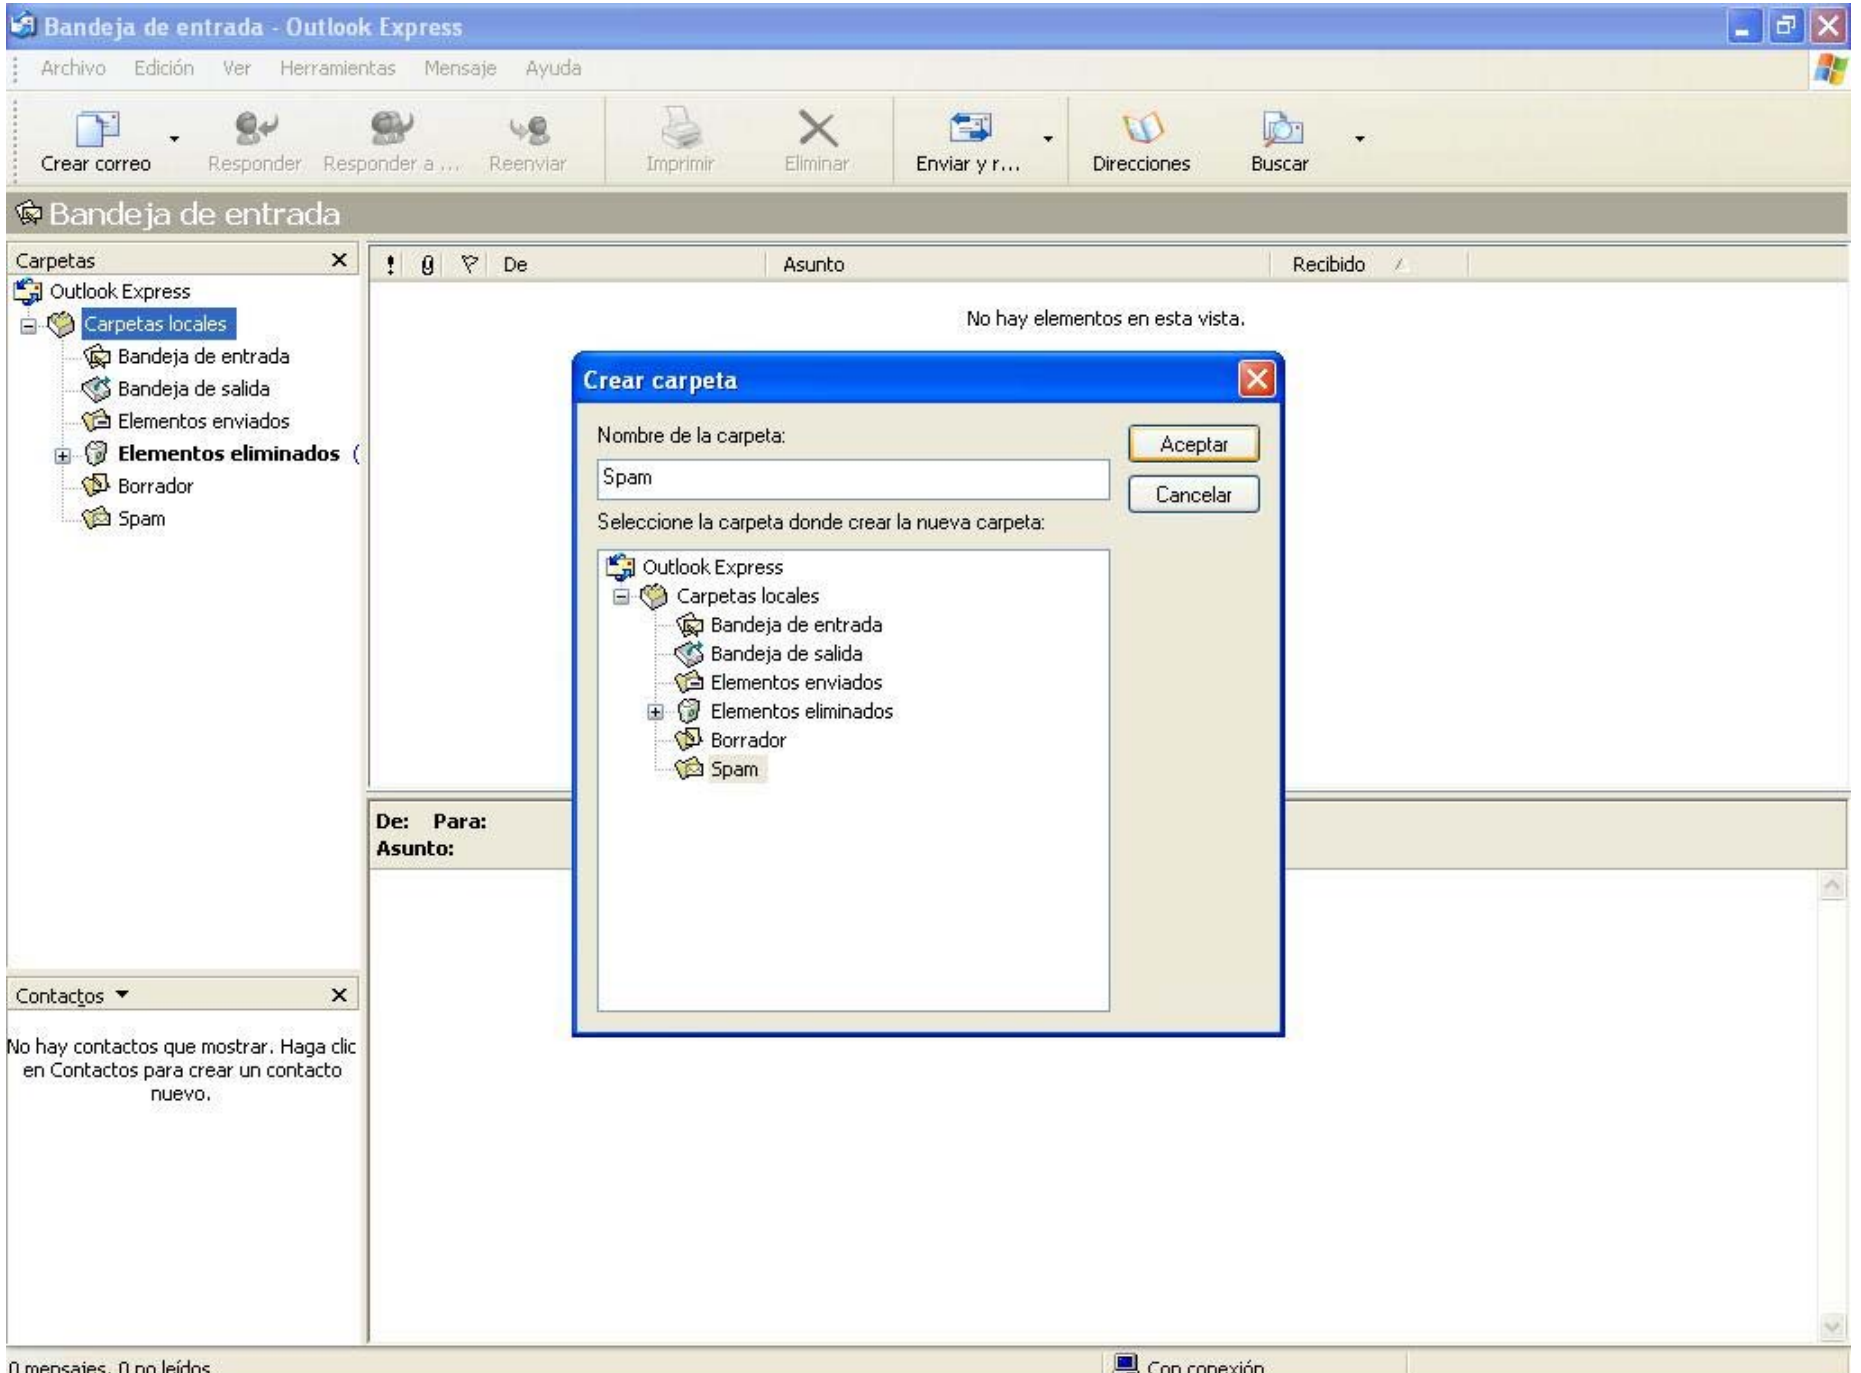 Bandeja de entrada - Outlook Express
Archivo Edición Ver Herramientas Mensaje Ayuda
Crear correo Responder Responder a ... Reenviar Imprimir Eliminar Enviar y r... Direcciones Buscar
Bandeja de entrada
Carpetas
Outlook Express
Carpetas locales
Bandeja de entrada
Bandeja de salida
Elementos enviados
Elementos eliminados (
Borrador
Spam
! De Asunto Recibido
No hay elementos en esta vista.
Crear carpeta
Nombre de la carpeta:
Spam
Aceptar
Cancelar
Seleccione la carpeta donde crear la nueva carpeta:
Outlook Express
Carpetas locales
Bandeja de entrada
Bandeja de salida
Elementos enviados
Elementos eliminados
Borrador
Spam
De: Para:
Asunto:
Contactos
No hay contactos que mostrar. Haga clic
en Contactos para crear un contacto
nuevo.
0 mensajes, 0 no leídos
Con conexión